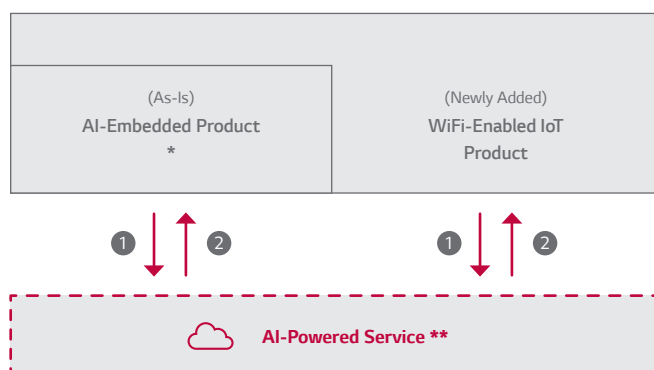 (As-Is)
AI-Embedded Product
*
(Newly Added)
WiFi-Enabled IoT
Product
1
2
1
2
AI-Powered Service **